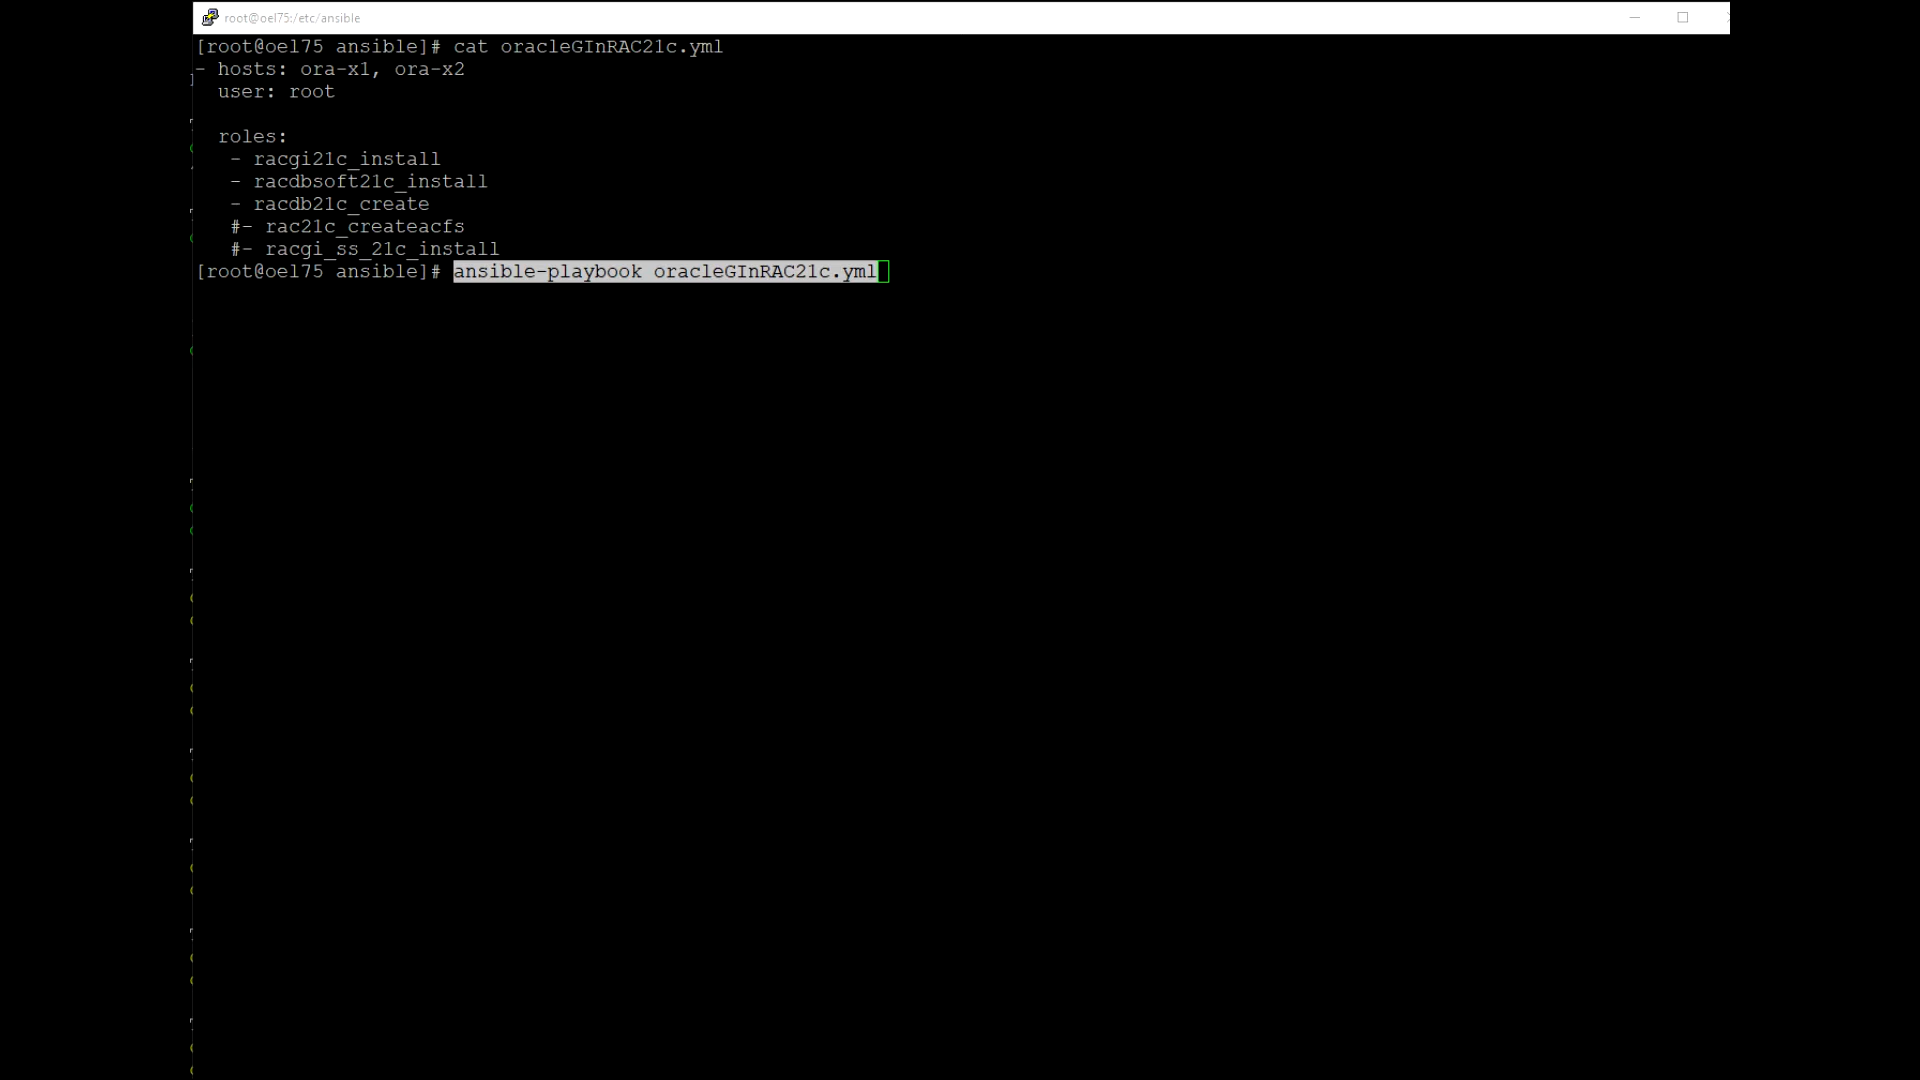 root@oel75:/etc/ansible
[root@oel75 ansible]# cat oracleGInRAC21c.yml
- hosts: ora-x1, ora-x2
  user: root
  roles:
   - racgi21c_install
   - racdbsoft21c_install
   - racdb21c_create
   #- rac21c_createacfs
   #- racgi_ss_21c_install
[root@oel75 ansible]# ansible-playbook oracleGInRAC21c.yml